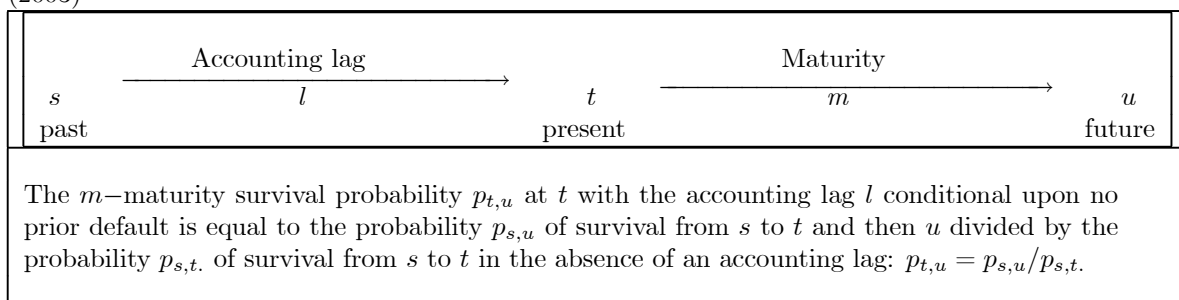 Accounting lag Maturity
s l t m u
past present future
The m−maturity survival probability p_{t,u} at t with the accounting lag l conditional upon no
prior default is equal to the probability p_{s,u} of survival from s to t and then u divided by the
probability p_{s,t.} of survival from s to t in the absence of an accounting lag: p_{t,u} = p_{s,u}/p_{s,t.}